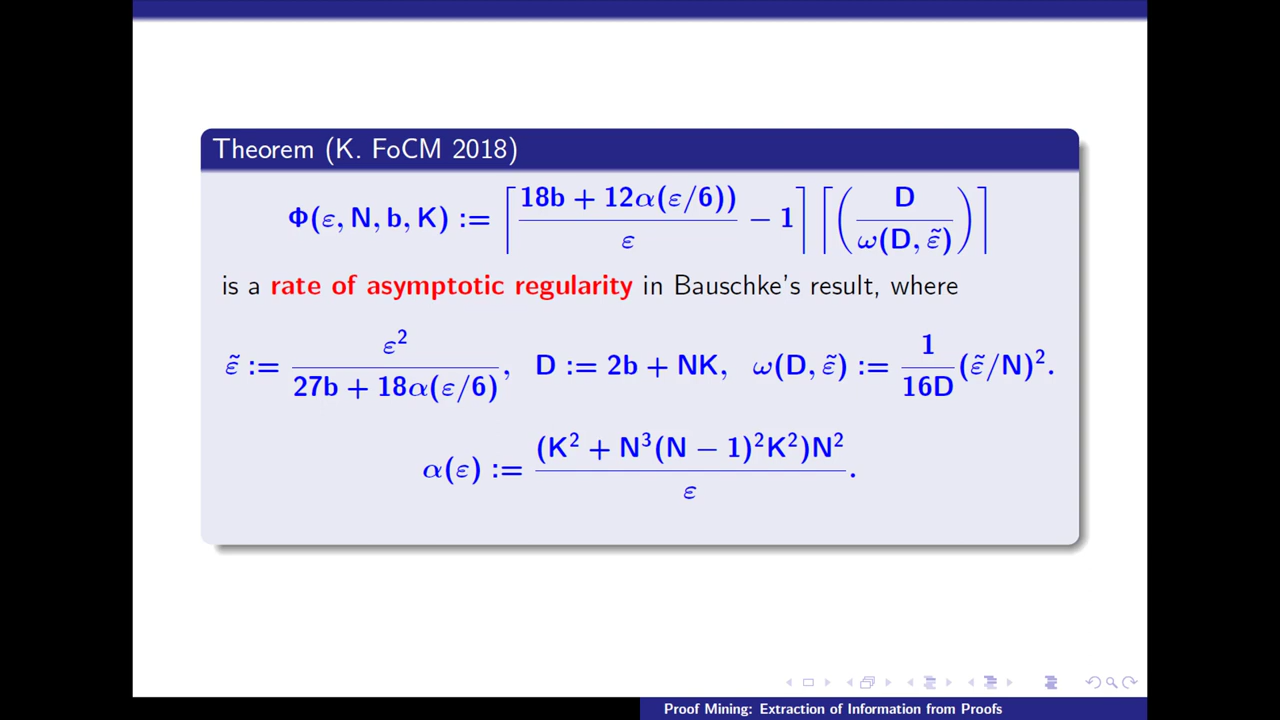 Theorem (K. FoCM 2018)
Φ(ε, N, b, K) := ⌈(18b + 12α(ε/6))/ε − 1⌉ ⌈(D/ω(D, ε̃))⌉
is a rate of asymptotic regularity in Bauschke's result, where
ε̃ := ε²/(27b + 18α(ε/6)), D := 2b + NK, ω(D, ε̃) := 1/16D (ε̃/N)².
α(ε) := (K² + N³(N − 1)²K²)N²/ε.
Proof Mining: Extraction of Information from Proofs